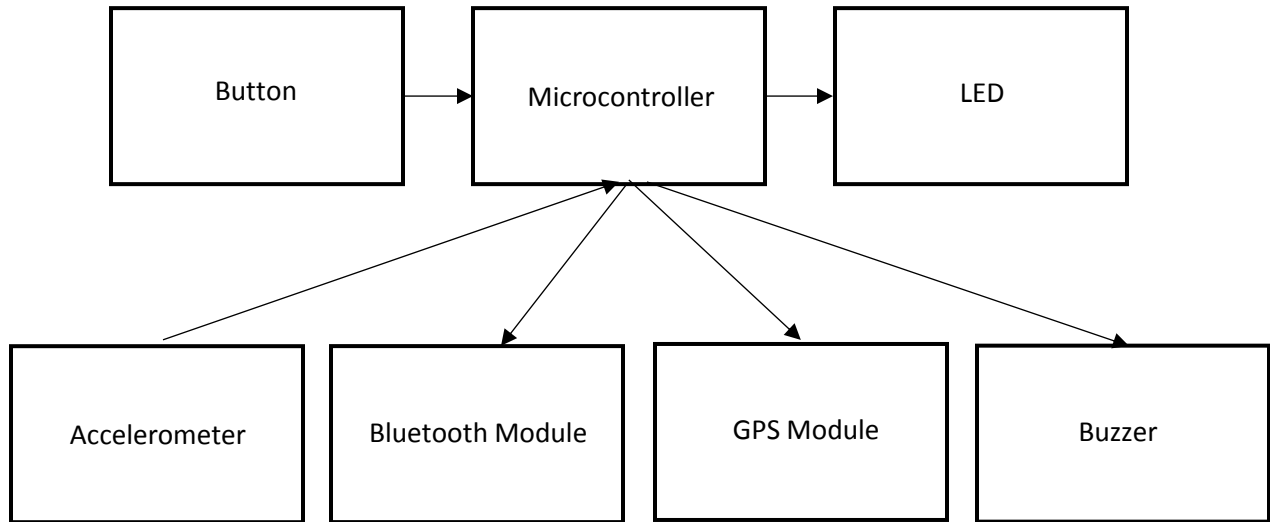 Button
Microcontroller
LED
Accelerometer
Bluetooth Module
GPS Module
Buzzer